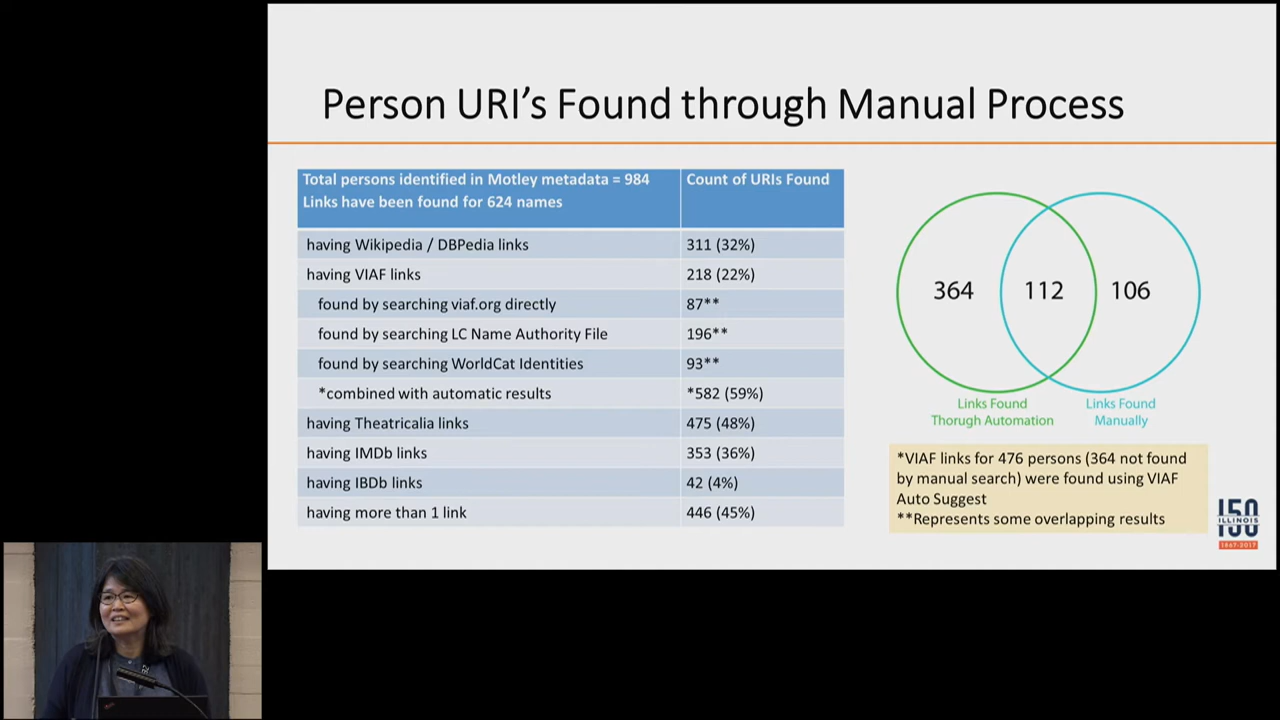 Person URI's Found through Manual Process
Total persons identified in Motley metadata = 984
Links have been found for 624 names
Count of URIs Found
having Wikipedia / DBPedia links
311 (32%)
having VIAF links
218 (22%)
found by searching viaf.org directly
87**
found by searching LC Name Authority File
196**
found by searching WorldCat Identities
93**
*combined with automatic results
*582 (59%)
having Theatricalia links
475 (48%)
having IMDb links
353 (36%)
having IBDb links
42 (4%)
having more than 1 link
446 (45%)
364
112
106
Links Found
Thorugh Automation
Links Found
Manually
*VIAF links for 476 persons (364 not found
by manual search) were found using VIAF
Auto Suggest
**Represents some overlapping results
150
ILLINOIS
1867-2017